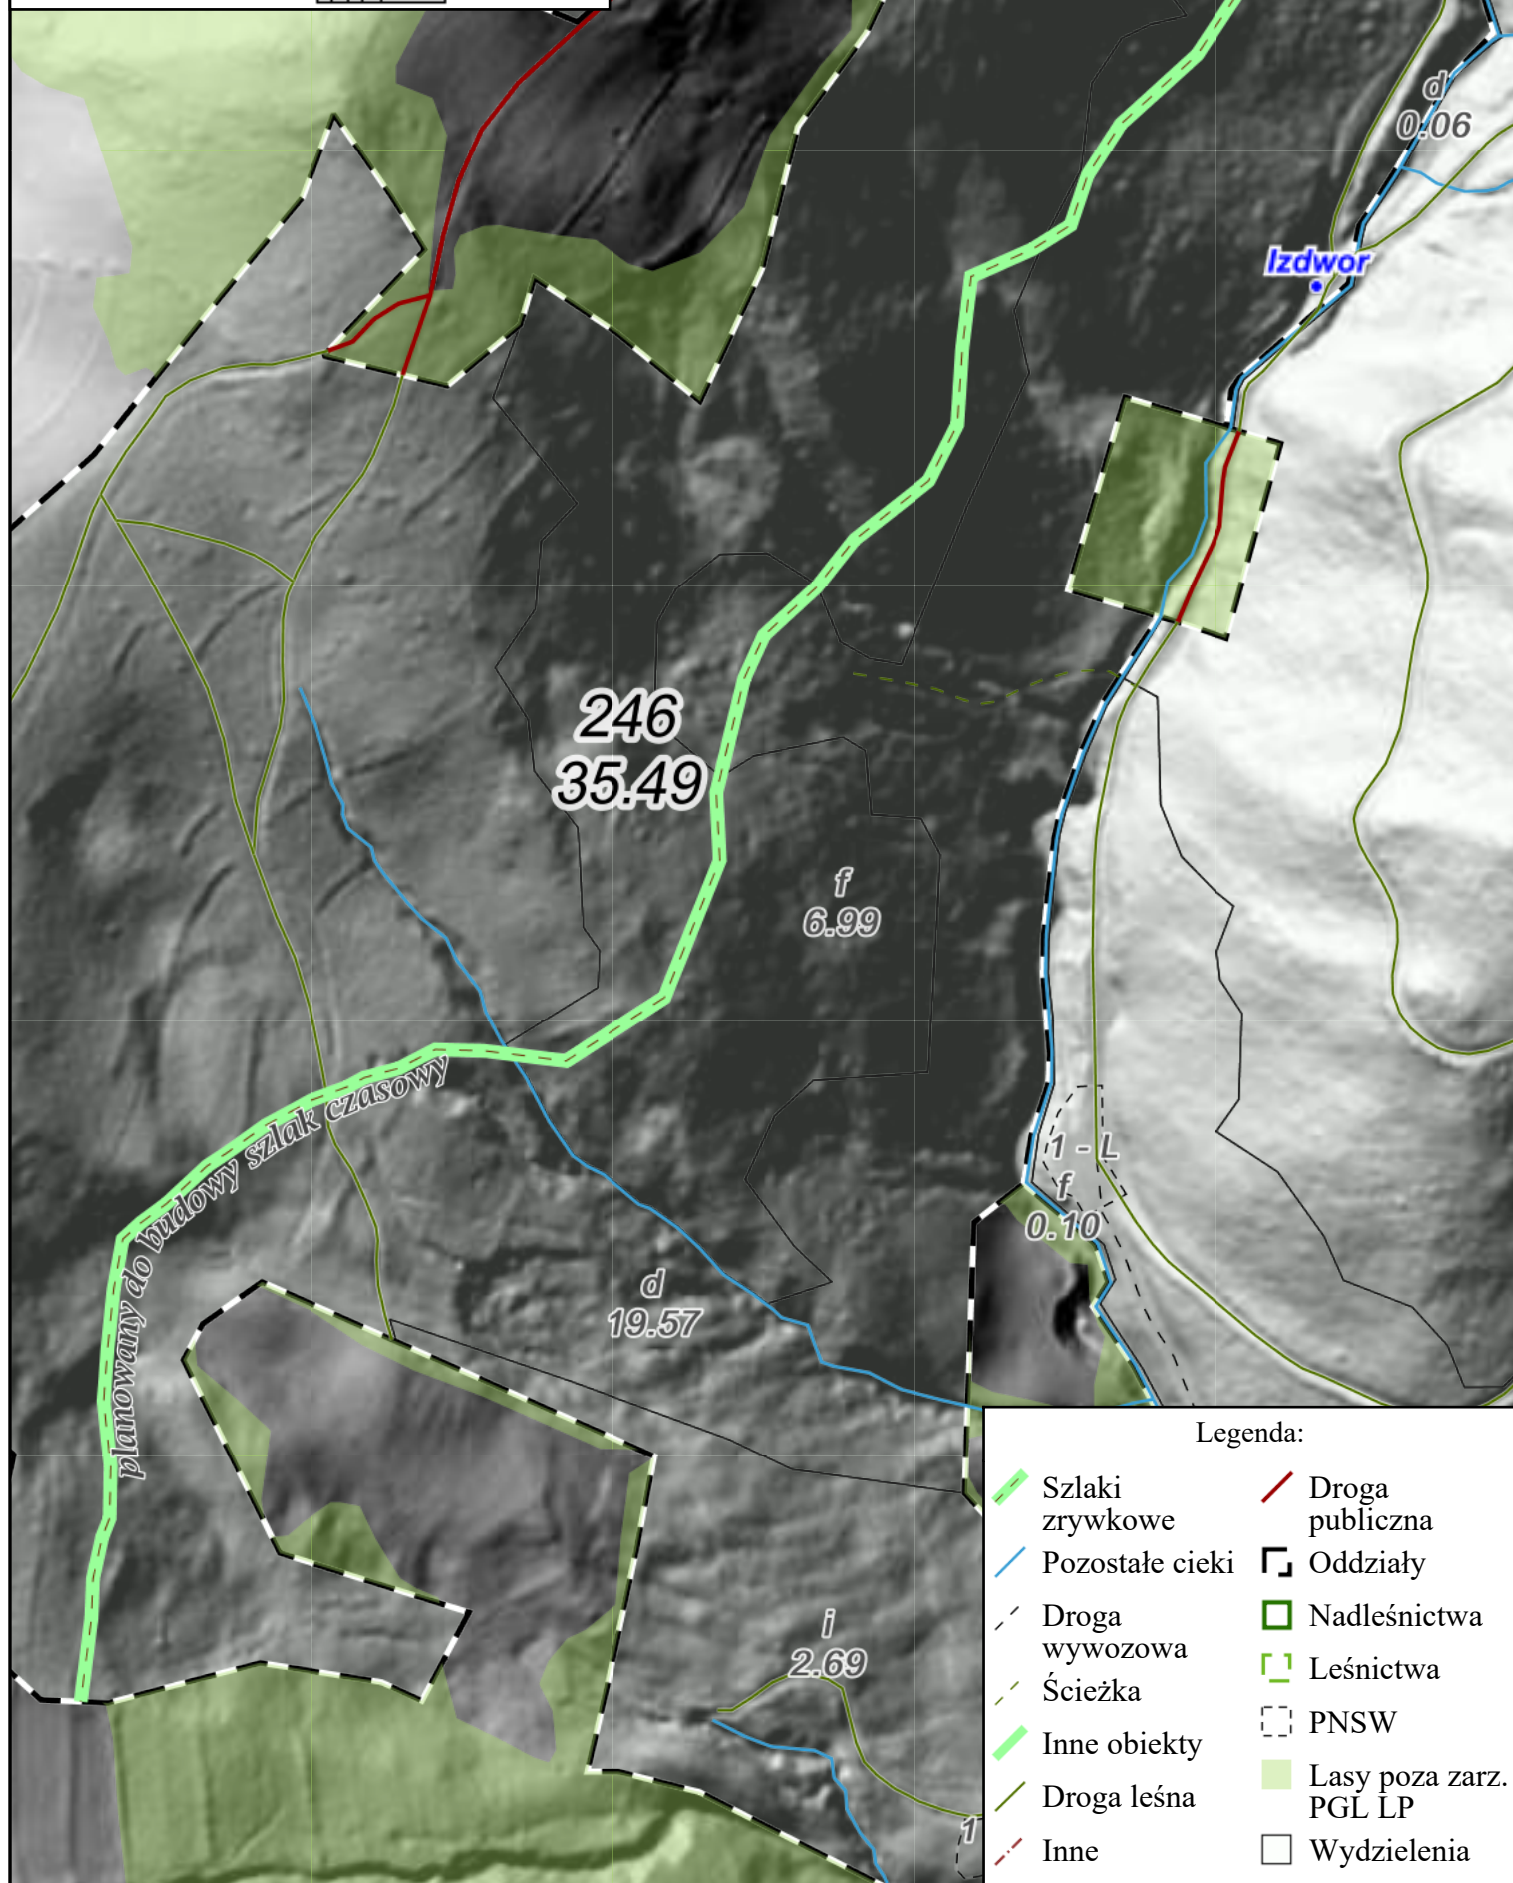 d
0.06
Izdwor
246
35.49
f
6.99
planowany do budowy szlak czasowy
1 - L
f
0.10
d
19.57
i
2.69
1
Legenda:
Szlaki
zrywkowe
Pozostałe cieki
Droga
wywozowa
Ścieżka
Inne obiekty
Droga leśna
Inne
Droga
publiczna
Oddziały
Nadleśnictwa
Leśnictwa
PNSW
Lasy poza zarz.
PGL LP
Wydzielenia